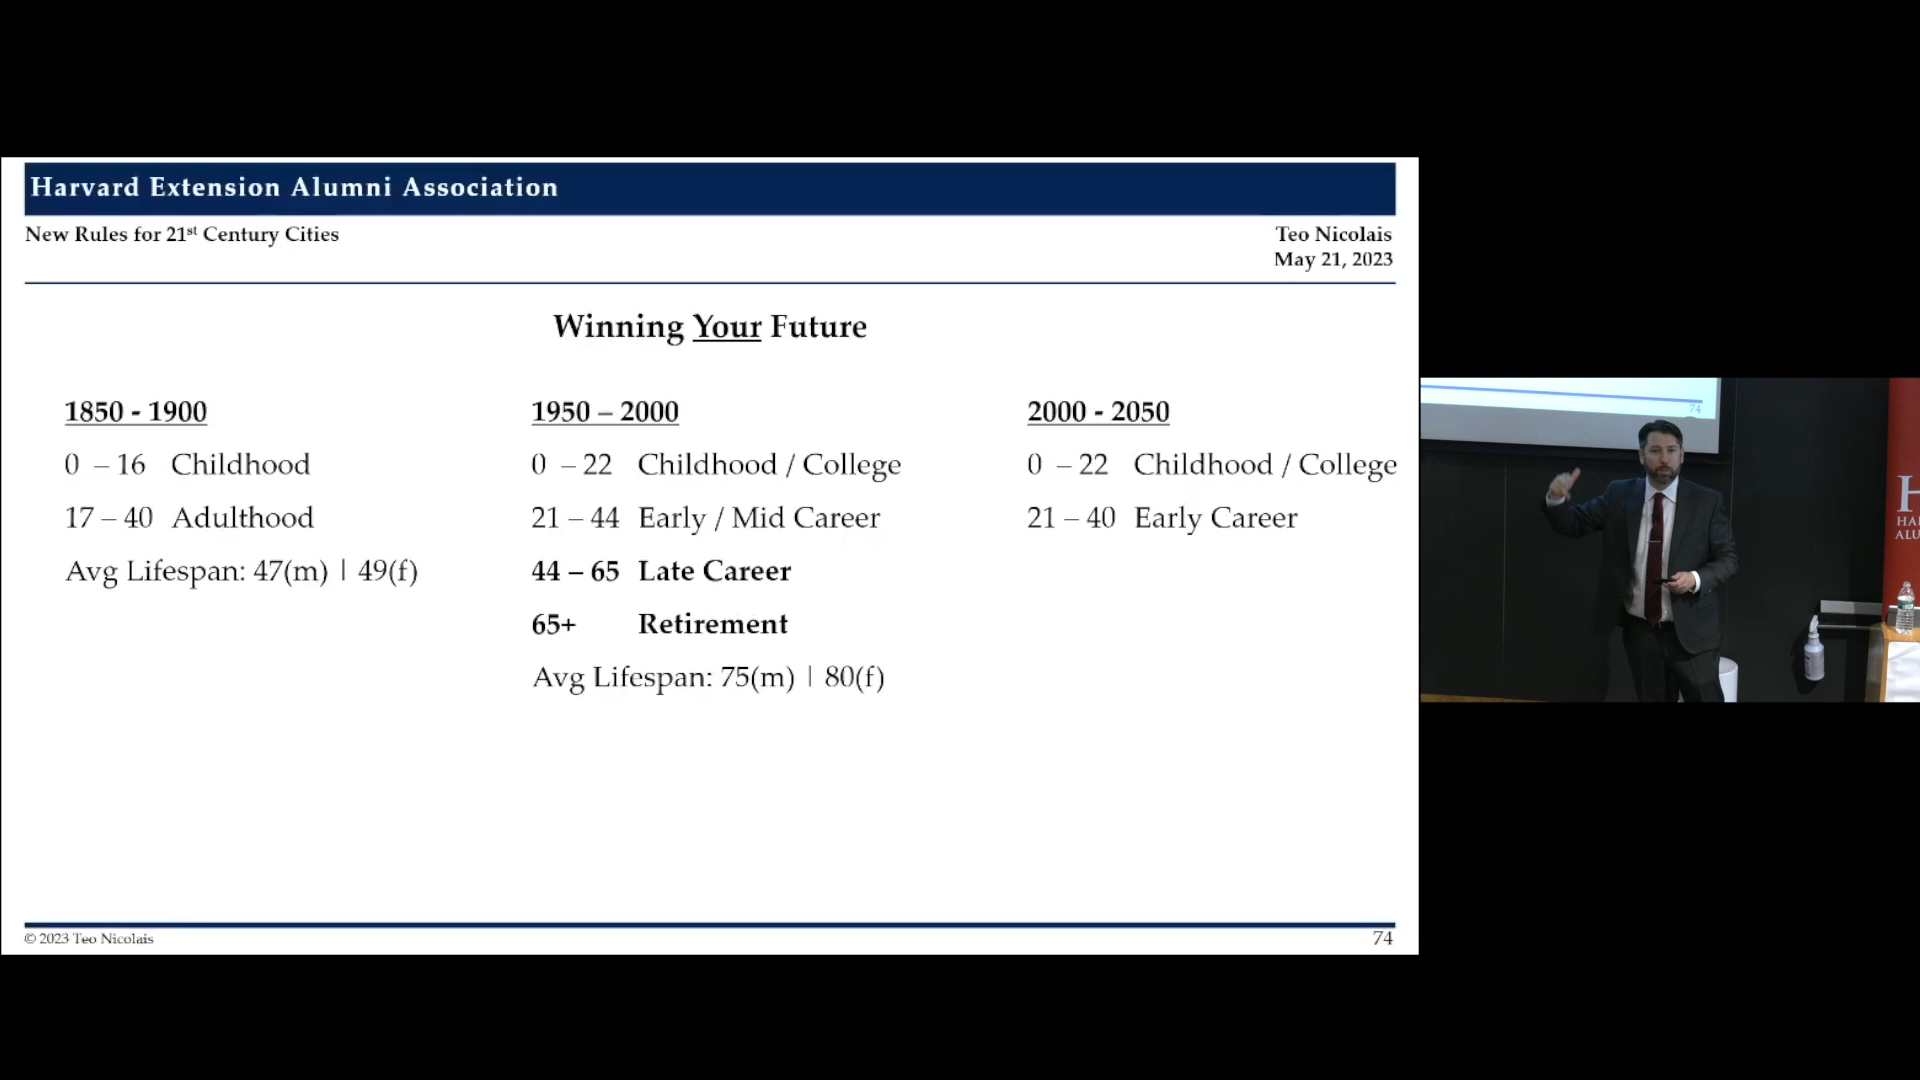 Harvard Extension Alumni Association
New Rules for 21st Century Cities
Teo Nicolais
May 21, 2023
Winning Your Future
1850 - 1900
0 – 16 Childhood
17 – 40 Adulthood
Avg Lifespan: 47(m) | 49(f)
1950 – 2000
0 – 22 Childhood / College
21 – 44 Early / Mid Career
44 – 65 Late Career
65+ Retirement
Avg Lifespan: 75(m) | 80(f)
2000 - 2050
0 – 22 Childhood / College
21 – 40 Early Career
© 2023 Teo Nicolais
74
74
H
HA
ALU